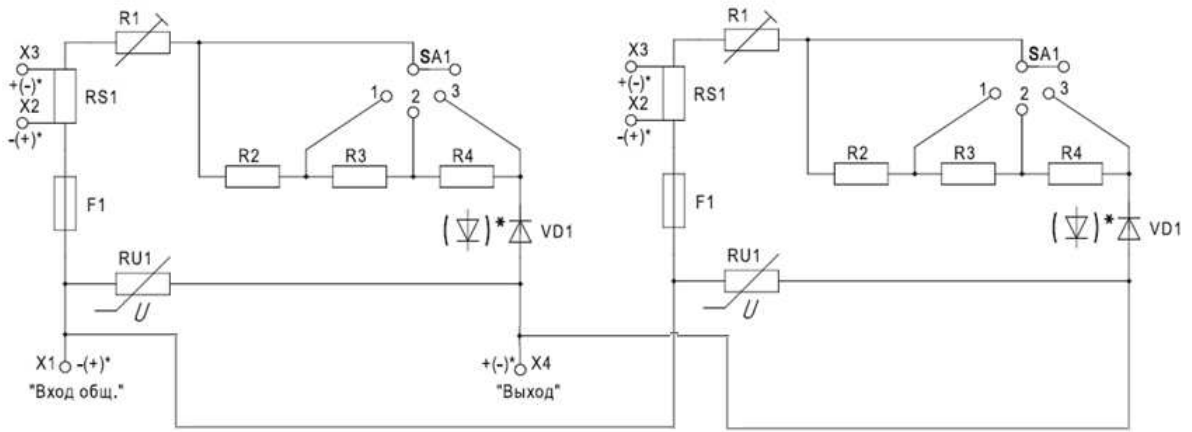 R1
X3
+(-)*
X2
-(+)*
RS1
SA1
1
2
3
R2
R3
R4
F1
( )*
VD1
RU1
U
X1 -(+)*
"Вход общ."
+(-)* X4
"Выход"
R1
X3
+(-)*
X2
-(+)*
RS1
SA1
1
2
3
R2
R3
R4
F1
( )*
VD1
RU1
U